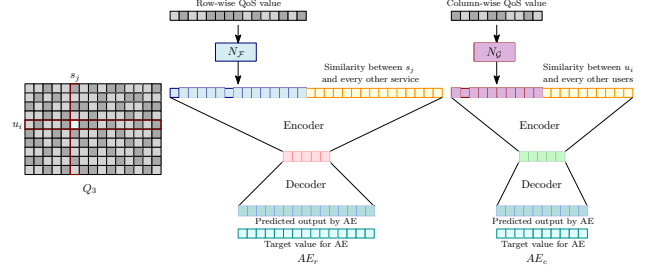 Row-wise QoS value
Column-wise QoS value
N_F
N_G
Similarity between s_j
and every other service
Similarity between u_i
and every other users
s_j
u_i
Q_3
Encoder
Encoder
Decoder
Decoder
Predicted output by AE
Predicted output by AE
Target value for AE
Target value for AE
AE_r
AE_c